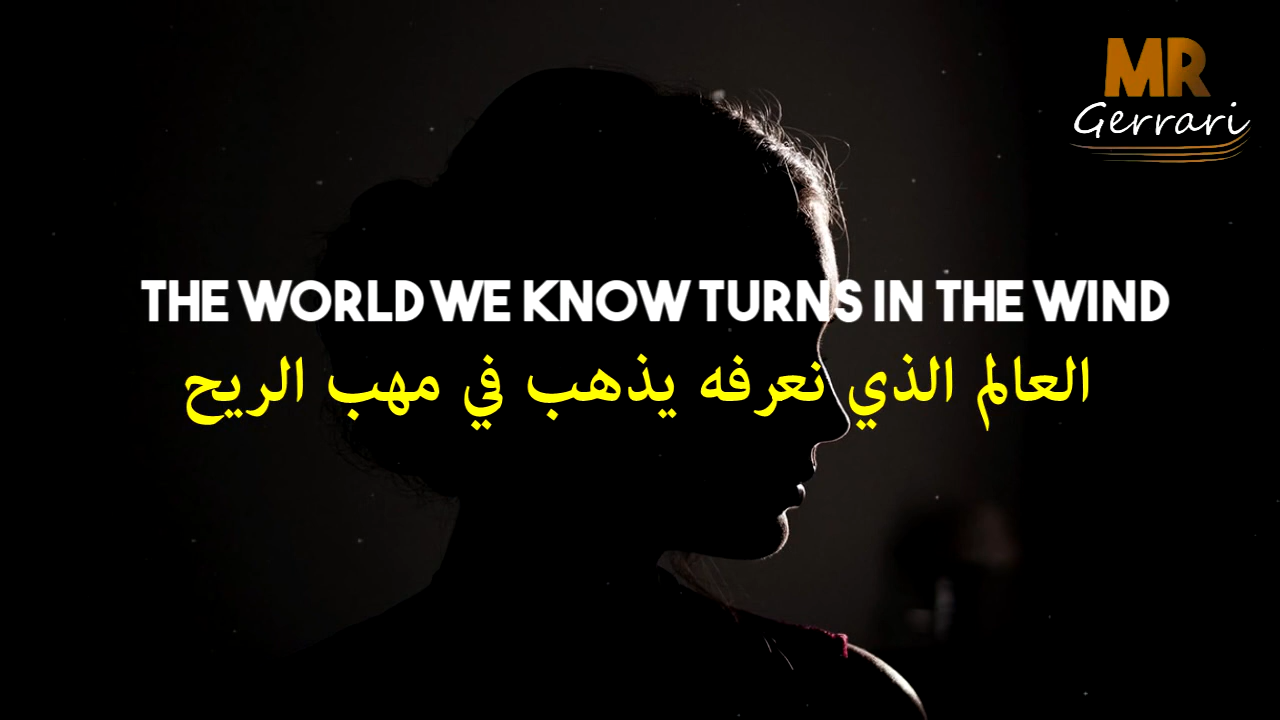 MR
Gerrari
THE WORLD WE KNOW TURNS IN THE WIND
العالم الذي نعرفه يذهب في مهب الريح